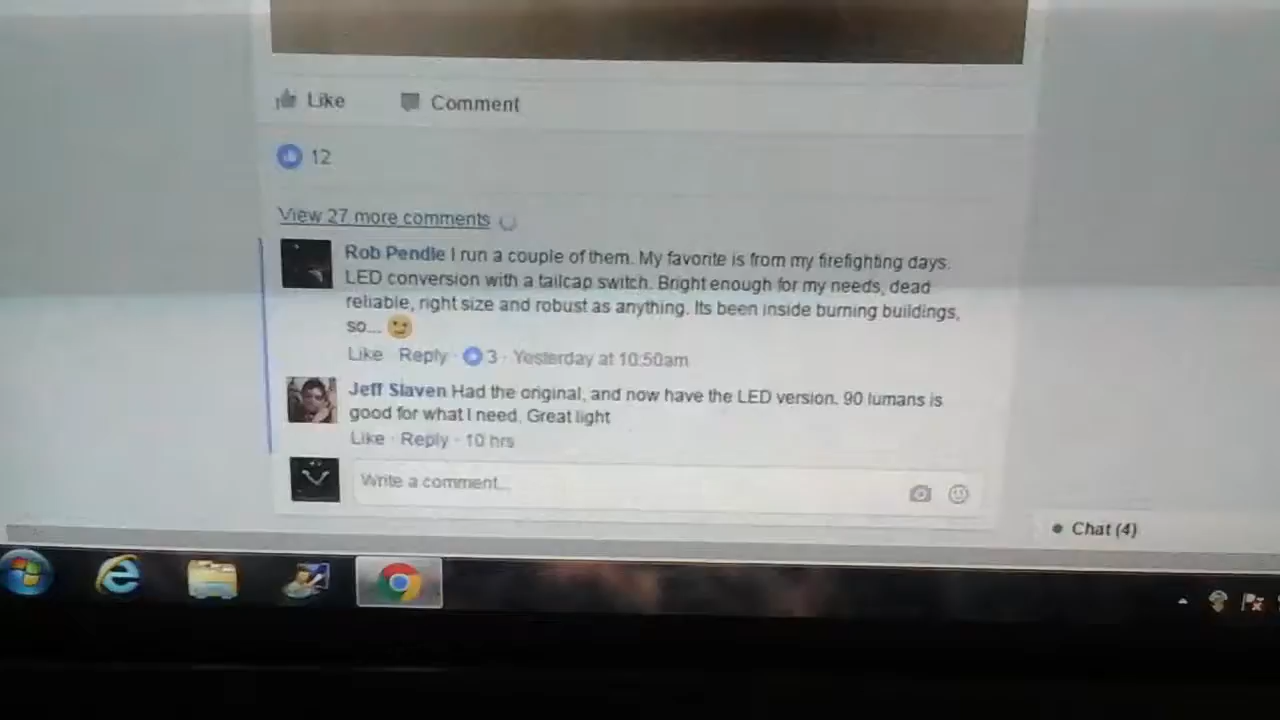 Like Comment
12
View 27 more comments
Rob Pendle I run a couple of them. My favorite is from my firefighting days.
LED conversion with a tailcap switch. Bright enough for my needs, dead
reliable, right size and robust as anything. Its been inside burning buildings,
so...
Like Reply · 3 · Yesterday at 10:50am
Jeff Slaven Had the original, and now have the LED version. 90 lumans is
good for what I need. Great light
Like · Reply · 10 hrs
Write a comment...
Chat (4)